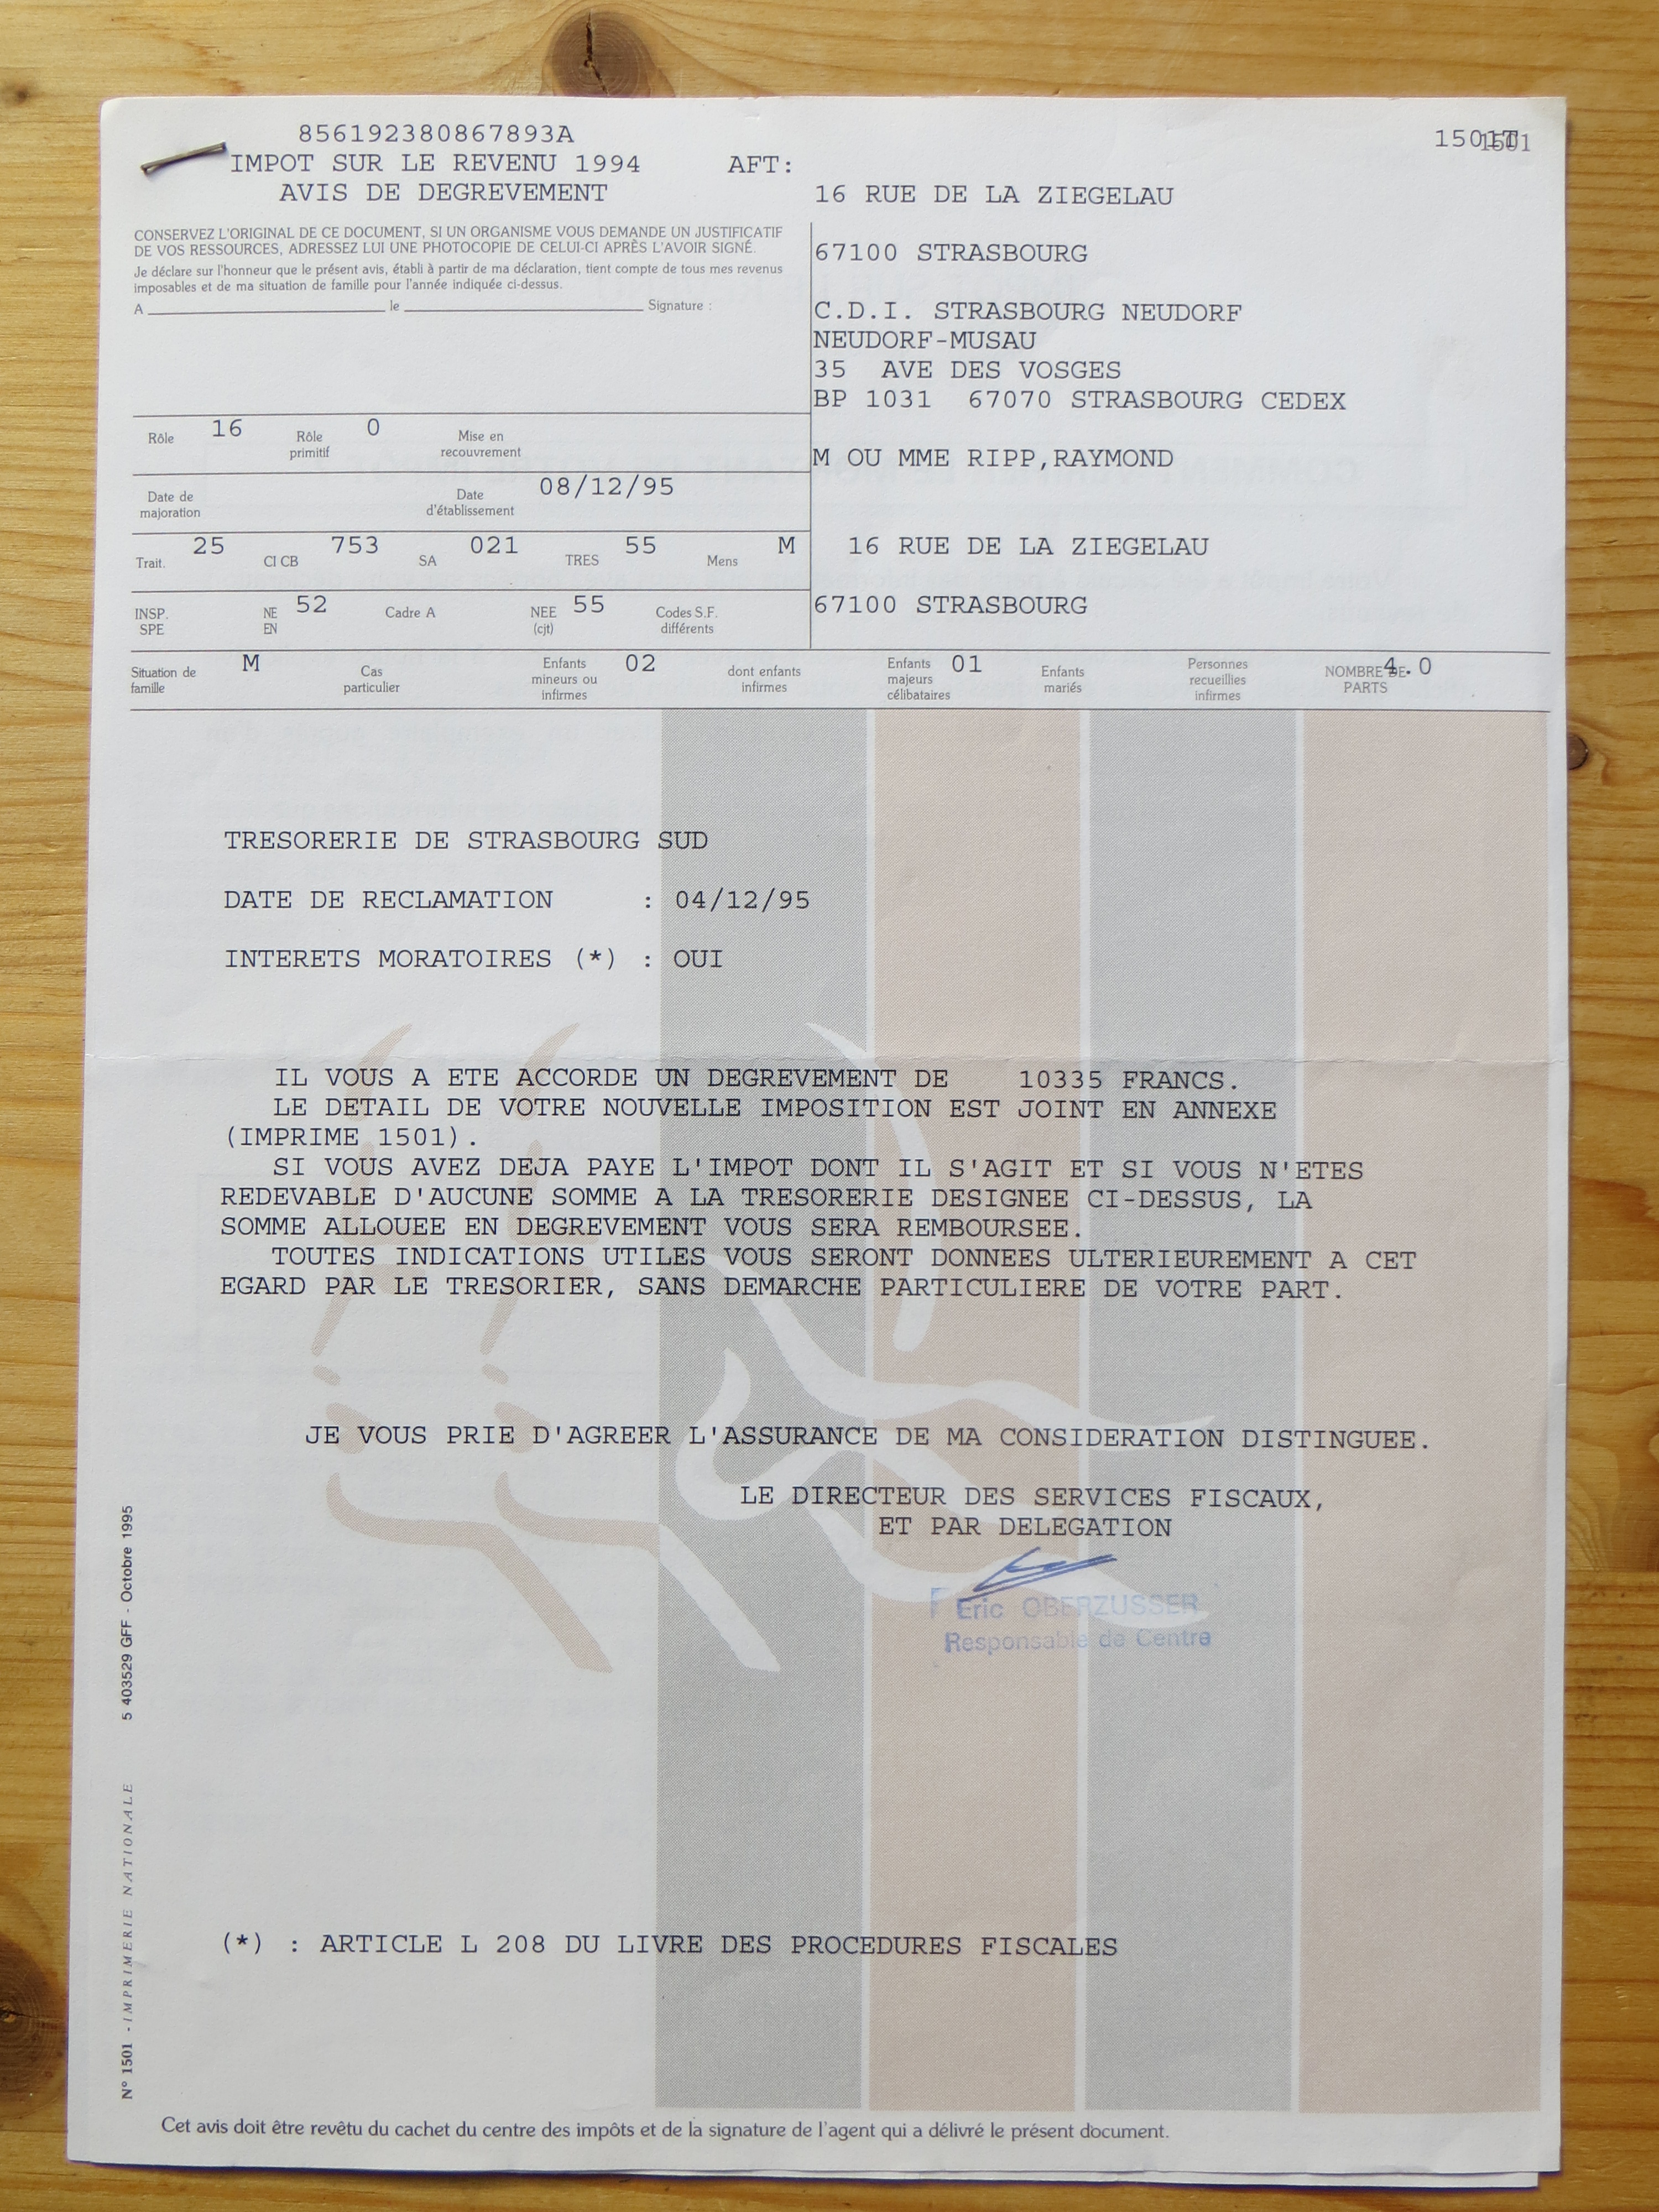 856192380867893A
IMPOT SUR LE REVENU 1994
AVIS DE DEGREVEMENT
AFT:
1501T
1501
16 RUE DE LA ZIEGELAU
67100 STRASBOURG
CONSERVEZ L'ORIGINAL DE CE DOCUMENT, SI UN ORGANISME VOUS DEMANDE UN JUSTIFICATIF
DE VOS RESSOURCES, ADRESSEZ LUI UNE PHOTOCOPIE DE CELUI-CI APRÈS L'AVOIR SIGNÉ.
Je déclare sur l'honneur que le présent avis, établi à partir de ma déclaration, tient compte de tous mes revenus
imposables et de ma situation de famille pour l'année indiquée ci-dessus.
A le Signature :
C.D.I. STRASBOURG NEUDORF
NEUDORF-MUSAU
35 AVE DES VOSGES
BP 1031 67070 STRASBOURG CEDEX
M OU MME RIPP,RAYMOND
16 RUE DE LA ZIEGELAU
67100 STRASBOURG
Rôle 16 Rôle primitif 0 Mise en recouvrement
Date de majoration Date d'établissement 08/12/95
Trait. 25 CI CB 753 SA 021 TRES 55 Mens M
INSP. SPE NE EN 52 Cadre A NEE (cjt) 55 Codes S.F. différents
Situation de famille M Cas particulier Enfants mineurs ou infirmes 02 dont enfants infirmes Enfants majeurs célibataires 01 Enfants mariés Personnes recueillies infirmes NOMBRE DE PARTS 4.0
TRESORERIE DE STRASBOURG SUD
DATE DE RECLAMATION : 04/12/95
INTERETS MORATOIRES (*) : OUI
IL VOUS A ETE ACCORDE UN DEGREVEMENT DE 10335 FRANCS.
LE DETAIL DE VOTRE NOUVELLE IMPOSITION EST JOINT EN ANNEXE
(IMPRIME 1501).
SI VOUS AVEZ DEJA PAYE L'IMPOT DONT IL S'AGIT ET SI VOUS N'ETES
REDEVABLE D'AUCUNE SOMME A LA TRESORERIE DESIGNEE CI-DESSUS, LA
SOMME ALLOUEE EN DEGREVEMENT VOUS SERA REMBOURSEE.
TOUTES INDICATIONS UTILES VOUS SERONT DONNEES ULTERIEUREMENT A CET
EGARD PAR LE TRESORIER, SANS DEMARCHE PARTICULIERE DE VOTRE PART.
JE VOUS PRIE D'AGREER L'ASSURANCE DE MA CONSIDERATION DISTINGUEE.
LE DIRECTEUR DES SERVICES FISCAUX,
ET PAR DELEGATION
Eric OBERZUSSER
Responsable de Centre
(*) : ARTICLE L 208 DU LIVRE DES PROCEDURES FISCALES
N° 1501 - IMPRIMERIE NATIONALE 5 403529 GFF - Octobre 1995
Cet avis doit être revêtu du cachet du centre des impôts et de la signature de l'agent qui a délivré le présent document.